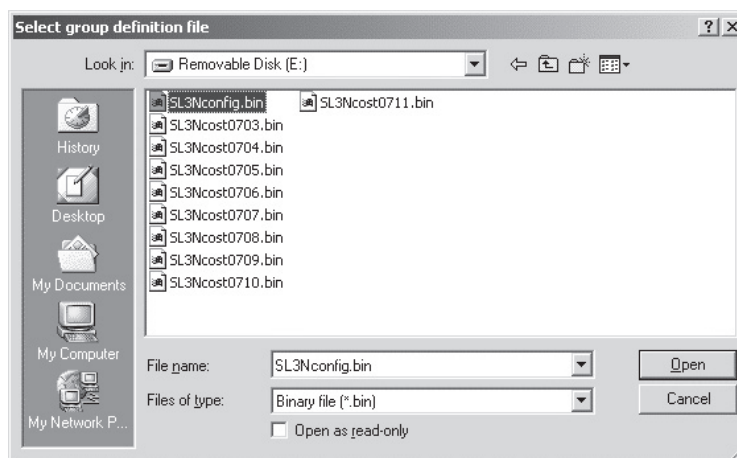 Select group definition file
Look in: Removable Disk (E:)
History
Desktop
My Documents
My Computer
My Network P...
SL3Nconfig.bin
SL3Ncost0703.bin
SL3Ncost0704.bin
SL3Ncost0705.bin
SL3Ncost0706.bin
SL3Ncost0707.bin
SL3Ncost0708.bin
SL3Ncost0709.bin
SL3Ncost0710.bin
SL3Ncost0711.bin
File name: SL3Nconfig.bin Open
Files of type: Binary file (*.bin) Cancel
Open as read-only